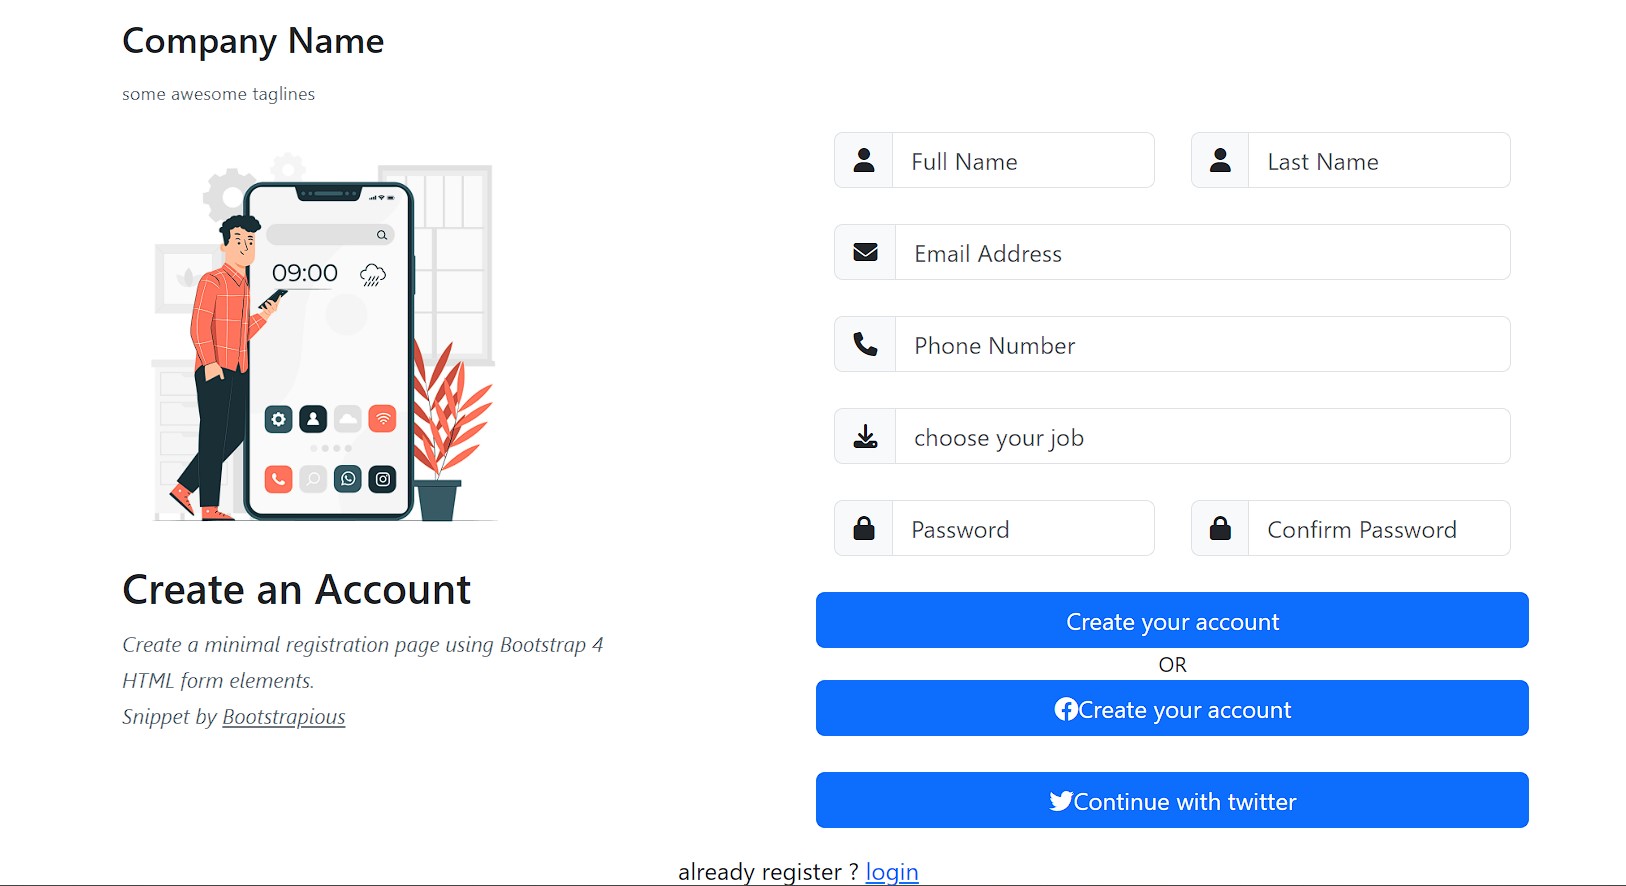 Company Name
some awesome taglines
09:00
Create an Account
Create a minimal registration page using Bootstrap 4
HTML form elements.
Snippet by Bootstrapious
Full Name
Last Name
Email Address
Phone Number
choose your job
Password
Confirm Password
Create your account
OR
Create your account
Continue with twitter
already register ? login